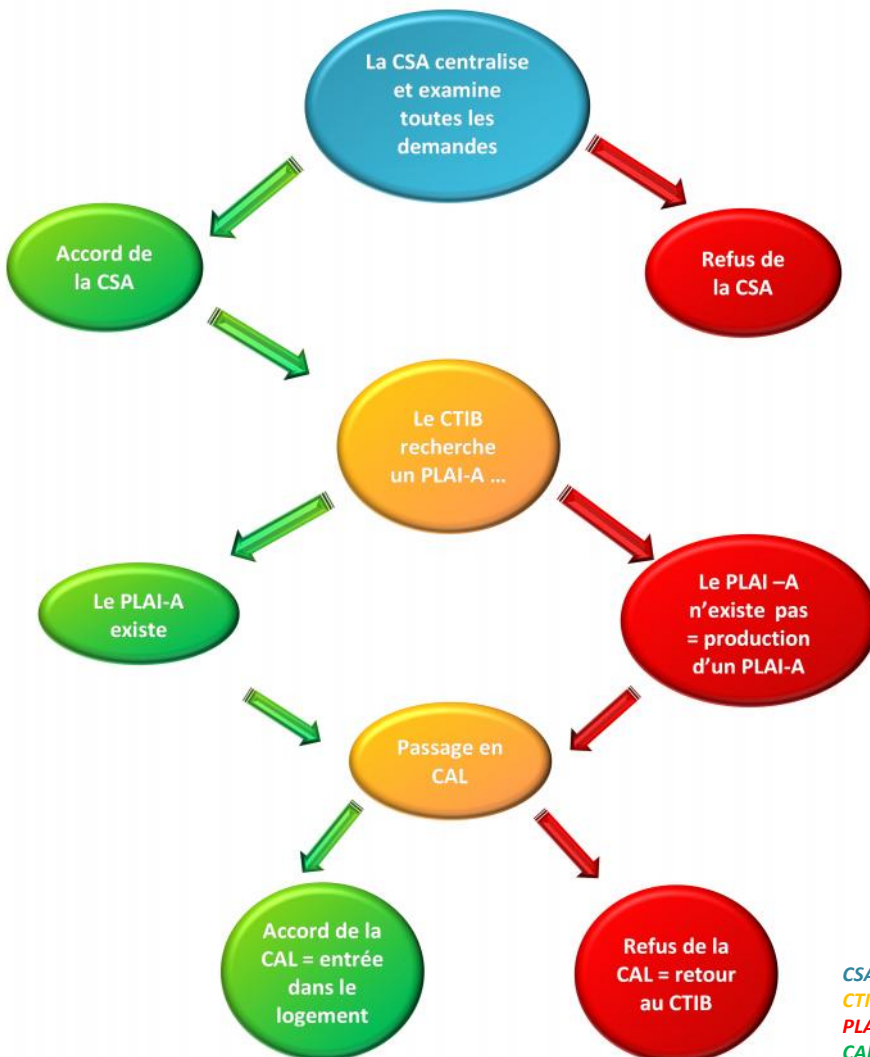 La CSA centralise
et examine
toutes les
demandes
Accord de
la CSA
Refus de
la CSA
Le CTIB
recherche
un PLAI-A ...
Le PLAI-A
existe
Le PLAI –A
n'existe pas
= production
d'un PLAI-A
Passage en
CAL
Accord de la
CAL = entrée
dans le
logement
Refus de la
CAL = retour
au CTIB
CSA